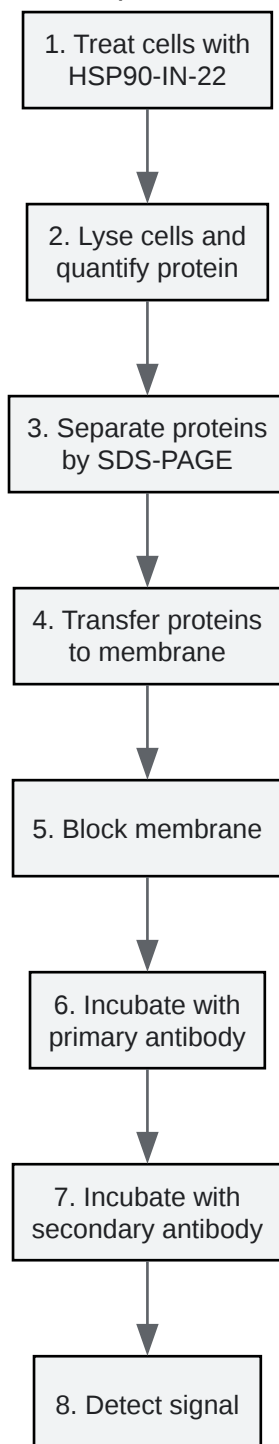 1. Treat cells with
HSP90-IN-22
2. Lyse cells and
quantify protein
3. Separate proteins
by SDS-PAGE
4. Transfer proteins
to membrane
5. Block membrane
6. Incubate with
primary antibody
7. Incubate with
secondary antibody
8. Detect signal